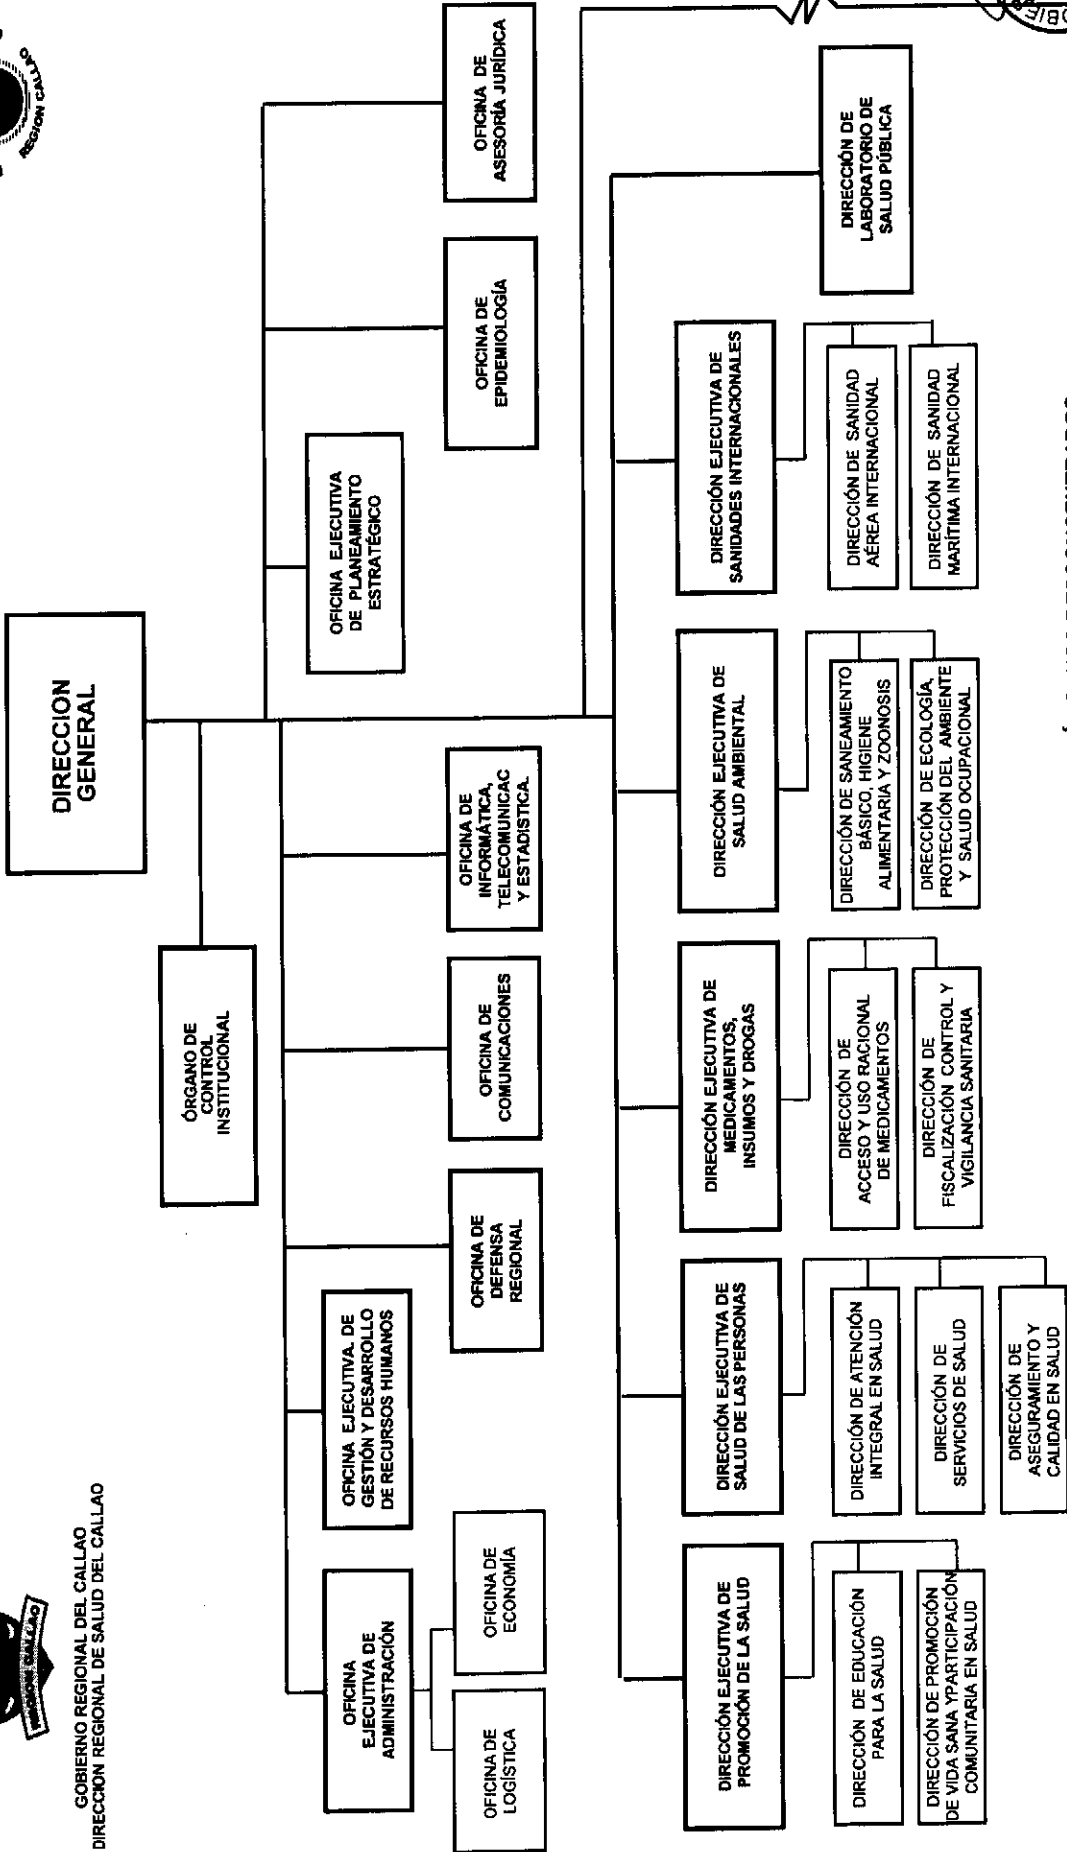 REGION CALLAO
GOBIERNO REGIONAL DEL CALLAO
DIRECCION REGIONAL DE SALUD DEL CALLAO
REGION CALLAO
DIRECCION
GENERAL
ÓRGANO DE
CONTROL
INSTITUCIONAL
OFICINA
EJECUTIVA DE
ADMINISTRACIÓN
OFICINA EJECUTIVA. DE
GESTIÓN Y DESARROLLO
DE RECURSOS HUMANOS
OFICINA EJECUTIVA
DE PLANEAMIENTO
ESTRATÉGICO
OFICINA DE
LOGÍSTICA
OFICINA DE
ECONOMÍA
OFICINA DE
DEFENSA
REGIONAL
OFICINA DE
COMUNICACIONES
OFICINA DE
INFORMÁTICA,
TELECOMUNICAC
Y ESTADISTICA.
OFICINA DE
EPIDEMIOLOGÍA
OFICINA DE
ASESORÍA JURÍDICA
DIRECCIÓN EJECUTIVA DE
PROMOCIÓN DE LA SALUD
DIRECCIÓN EJECUTIVA DE
SALUD DE LAS PERSONAS
DIRECCIÓN EJECUTIVA DE
MEDICAMENTOS,
INSUMOS Y DROGAS
DIRECCIÓN EJECUTIVA DE
SALUD AMBIENTAL
DIRECCIÓN EJECUTIVA DE
SANIDADES INTERNACIONALES
DIRECCIÓN DE
LABORATORIO DE
SALUD PÚBLICA
DIRECCIÓN DE EDUCACIÓN
PARA LA SALUD
DIRECCIÓN DE PROMOCIÓN
DE VIDA SANA YPARTICIPACIÓN
COMUNITARIA EN SALUD
DIRECCIÓN DE ATENCIÓN
INTEGRAL EN SALUD
DIRECCIÓN DE
SERVICIOS DE SALUD
DIRECCIÓN DE
ASEGURAMIENTO Y
CALIDAD EN SALUD
DIRECCIÓN DE
ACCESO Y USO RACIONAL
DE MEDICAMENTOS
DIRECCIÓN DE
FISCALIZACIÓN CONTROL Y
VIGILANCIA SANITARIA
DIRECCIÓN DE SANEAMIENTO
BÁSICO, HIGIENE
ALIMENTARIA Y ZOONOSIS
DIRECCIÓN DE ECOLOGÍA,
PROTECCIÓN DEL AMBIENTE
Y SALUD OCUPACIONAL
DIRECCIÓN DE SANIDAD
AÉREA INTERNACIONAL
DIRECCIÓN DE SANIDAD
MARÍTIMA INTERNACIONAL